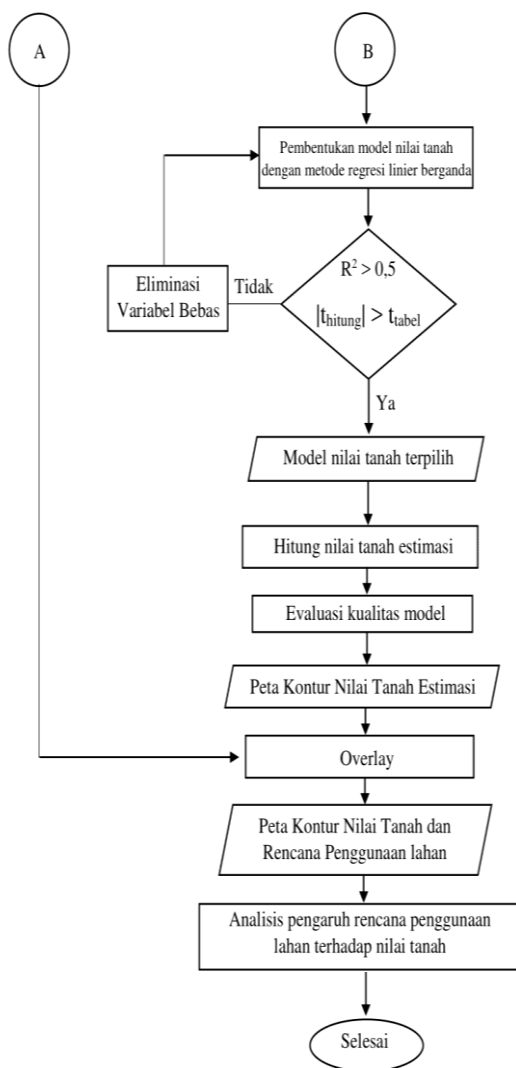 A
B
Pembentukan model nilai tanah
dengan metode regresi linier berganda
R² > 0,5
|t_hitung| > t_tabel
Tidak
Eliminasi
Variabel Bebas
Ya
Model nilai tanah terpilih
Hitung nilai tanah estimasi
Evaluasi kualitas model
Peta Kontur Nilai Tanah Estimasi
Overlay
Peta Kontur Nilai Tanah dan
Rencana Penggunaan lahan
Analisis pengaruh rencana penggunaan
lahan terhadap nilai tanah
Selesai